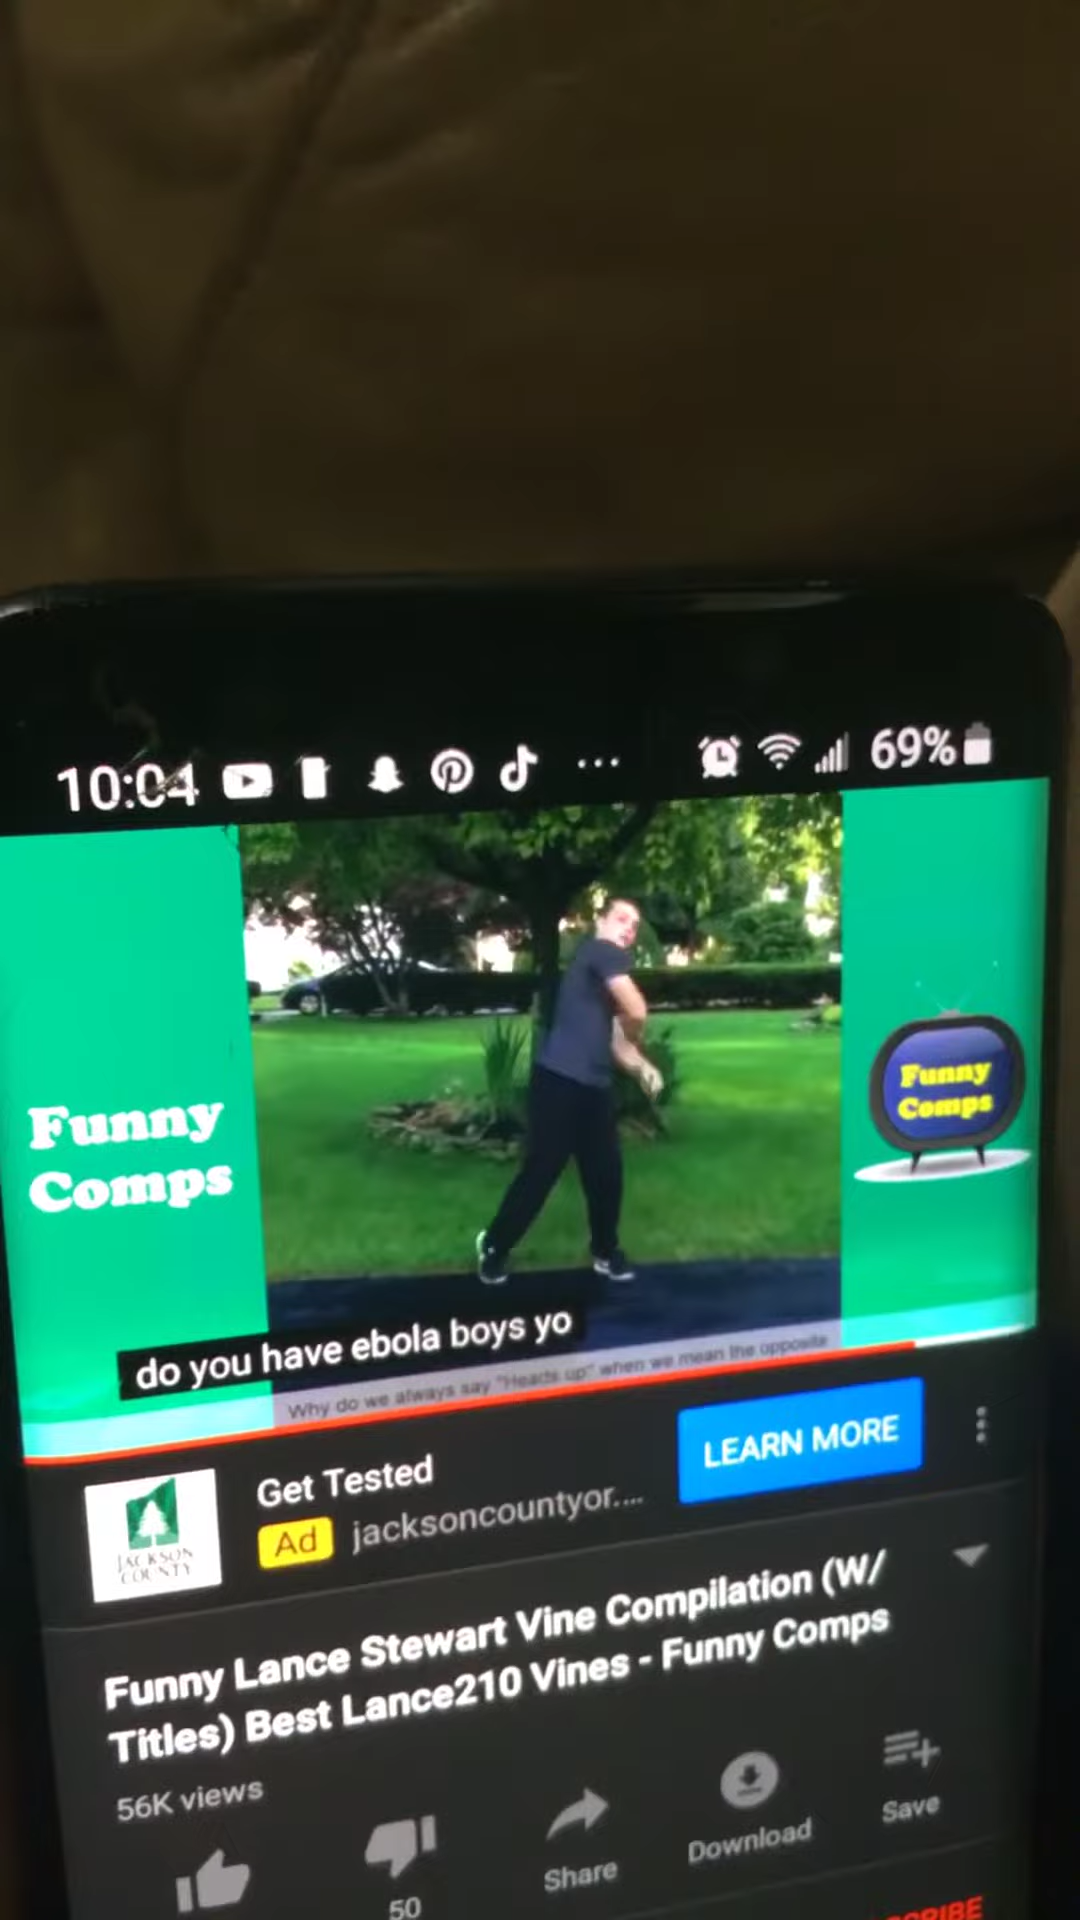 10:04
69%
Funny
Comps
Funny
Comps
do you have ebola boys yo
Why do we always say "Heads up" when we mean the opposite
Get Tested
LEARN MORE
Ad jacksoncountyor....
JACKSON
COUNTY
Funny Lance Stewart Vine Compilation (W/
Titles) Best Lance210 Vines - Funny Comps
56K views
50
Share
Download
Save